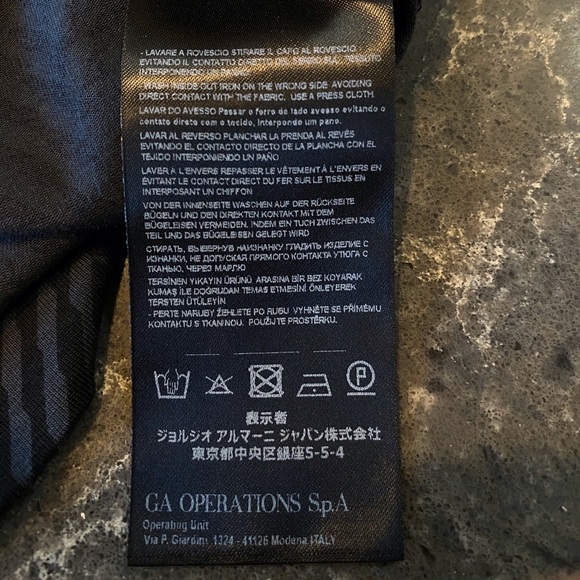 - LAVARE A ROVESCIO STIRARE IL CAPO AL ROVESCIO
EVITANDO IL CONTATTO DIRETTO DEL FERRO SUL TESSUTO
INTERPONENDO UN PANNO
WASH INSIDE OUT IRON ON THE WRONG SIDE AVOIDING
DIRECT CONTACT WITH THE FABRIC. USE A PRESS CLOTH.
LAVAR DO AVESSO Passar o ferro de lado avesso evitando o
contato direto com o tecido, interpondo um pano.
LAVAR AL REVERSO PLANCHAR LA PRENDA AL REVÉS
EVITANDO EL CONTACTO DIRECTO DE LA PLANCHA CON EL
TEJIDO INTERPONIENDO UN PAÑO
LAVER À L'ENVERS REPASSER LE VÊTEMENT À L'ENVERS EN
ÉVITANT LE CONTACT DIRECT DU FER SUR LE TISSUS EN
INTERPOSANT UN CHIFFON
VON DER INNENSEITE WASCHEN AUF DER RÜCKSEITE
BÜGELN UND DEN DIREKTEN KONTAKT MIT DEM
BÜGELEISEN VERMEIDEN, INDEM EIN TUCH ZWISCHEN DAS
TEIL UND DAS BÜGELEISEN GELEGT WIRD
СТИРАТЬ, ВЫВЕРНУВ НАИЗНАНКУ ГЛАДИТЬ ИЗДЕЛИЕ С
ИЗНАНКИ, НЕ ДОПУСКАЯ ПРЯМОГО КОНТАКТА УТЮГА С
ТКАНЬЮ, ЧЕРЕЗ МАРЛЮ
TERSİNEN YIKAYIN ÜRÜNÜ ARASINA BİR BEZ KOYARAK
KUMAŞ İLE DOĞRUDAN TEMAS ETMESİNİ ÖNLEYEREK
TERSTEN ÜTÜLEYİN
- PERTE NARUBY ŽEHLETE PO RUBU VYHNĚTE SE PŘÍMÉMU
KONTAKTU S TKANINOU. POUŽIJTE PROSTĚRKU.
P
表示者
ジョルジオ アルマーニ ジャパン株式会社
東京都中央区銀座5-5-4
GA OPERATIONS S.p.A
Operating Unit
Via P. Giardini, 1324 - 41126 Modena ITALY